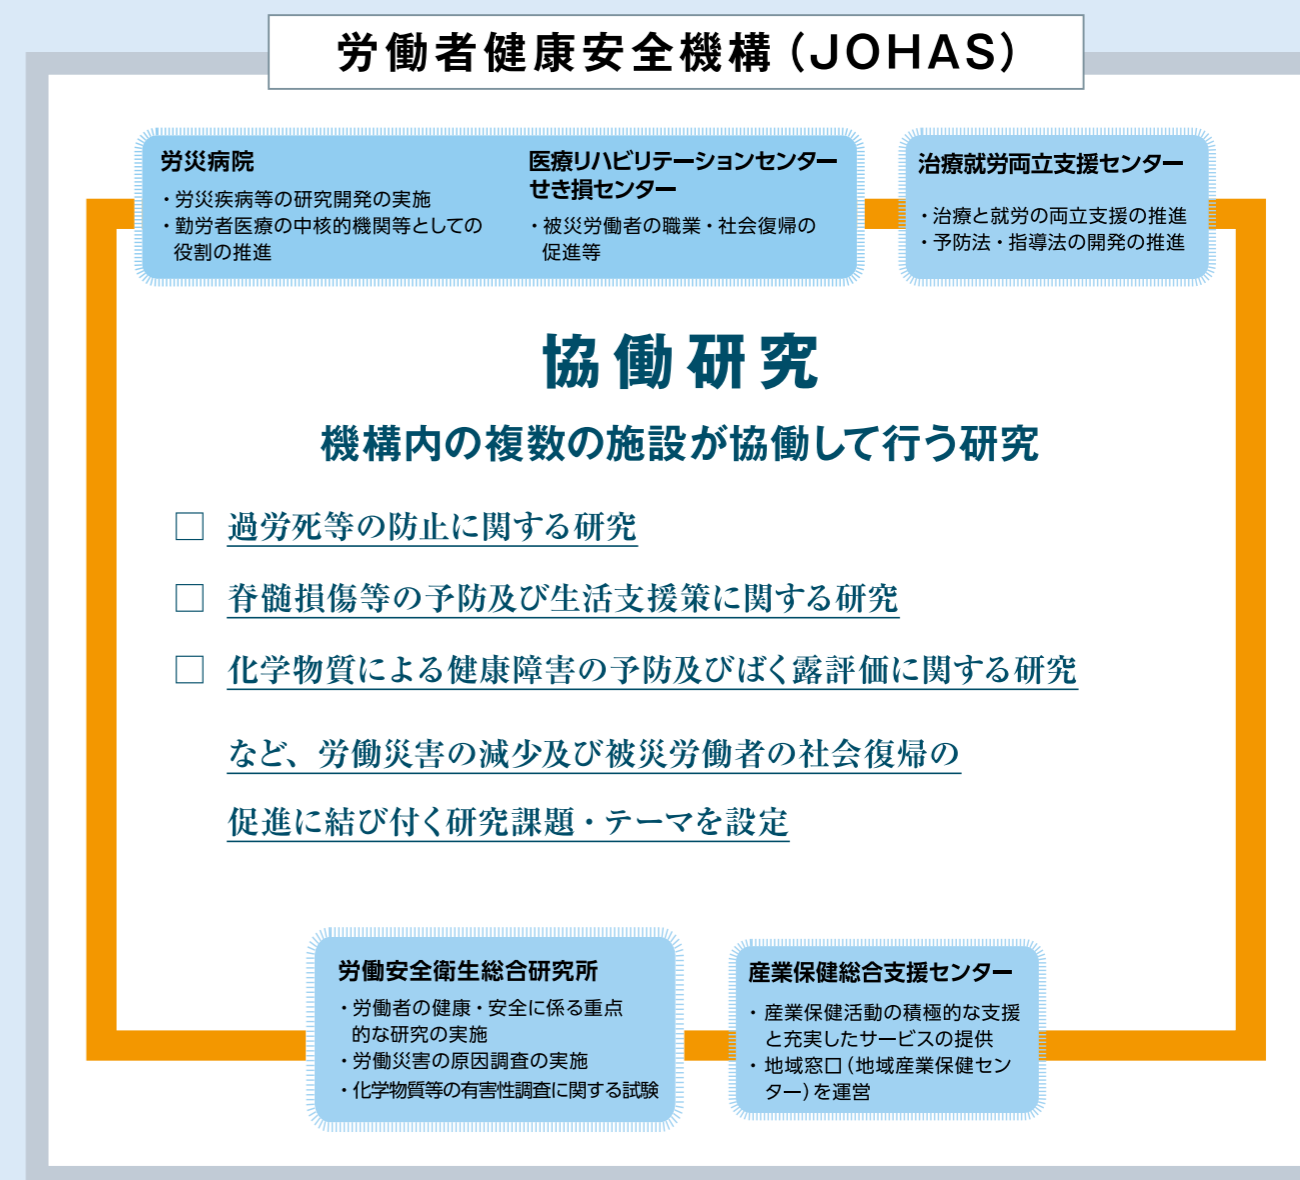 労働者健康安全機構（JOHAS）
労災病院
・労災疾病等の研究開発の実施
・勤労者医療の中核的機関等としての
役割の推進
医療リハビリテーションセンター
せき損センター
・被災労働者の職業・社会復帰の
促進等
治療就労両立支援センター
・治療と就労の両立支援の推進
・予防法・指導法の開発の推進
協働研究
機構内の複数の施設が協働して行う研究
□ 過労死等の防止に関する研究
□ 脊髄損傷等の予防及び生活支援策に関する研究
□ 化学物質による健康障害の予防及びばく露評価に関する研究
など、労働災害の減少及び被災労働者の社会復帰の
促進に結び付く研究課題・テーマを設定
労働安全衛生総合研究所
・労働者の健康・安全に係る重点
的な研究の実施
・労働災害の原因調査の実施
・化学物質等の有害性調査に関する試験
産業保健総合支援センター
・産業保健活動の積極的な支援
と充実したサービスの提供
・地域窓口（地域産業保健セン
ター）を運営